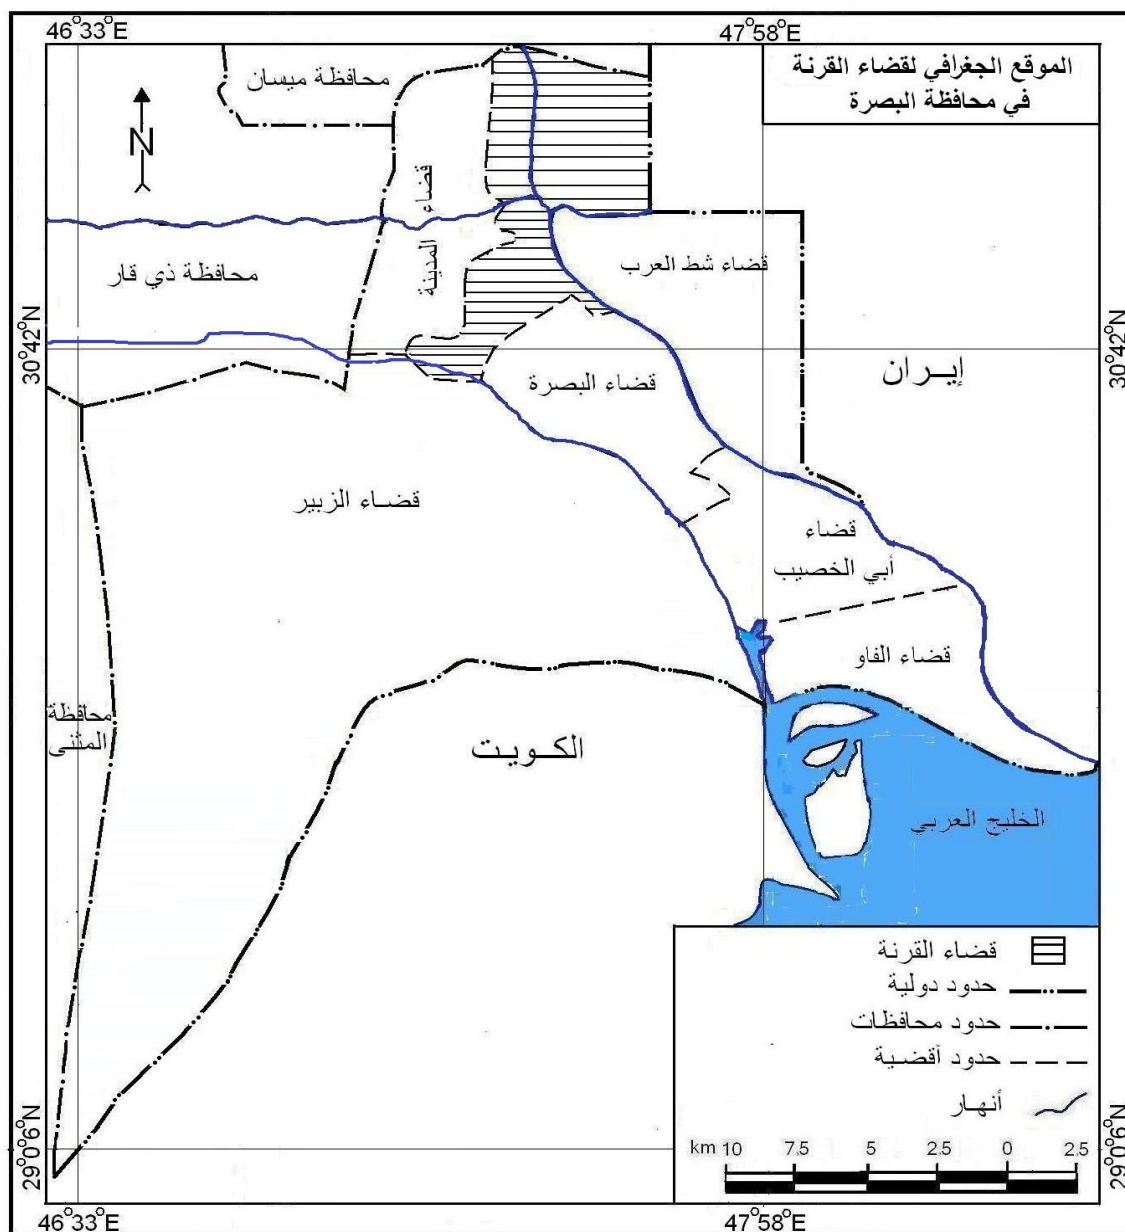 46°33°E
47°58°E
الموقع الجغرافي لقضاء القرنة
في محافظة البصرة
محافظة ميسان
N
قضاء المدينة
قضاء شط العرب
محافظة ذي قار
30°42°N
30°42°N
إيـران
قضاء البصرة
قضاء الزبير
قضاء
أبي الخصيب
قضاء الفاو
محافظة
المثنى
الكـويت
الخليج العربي
قضاء القرنة
حدود دولية
حدود محافظات
حدود أقضية
أنهـار
km 10 7.5 5 2.5 0 2.5
29°0°6°N
29°0°6°N
46°33°E
47°58°E